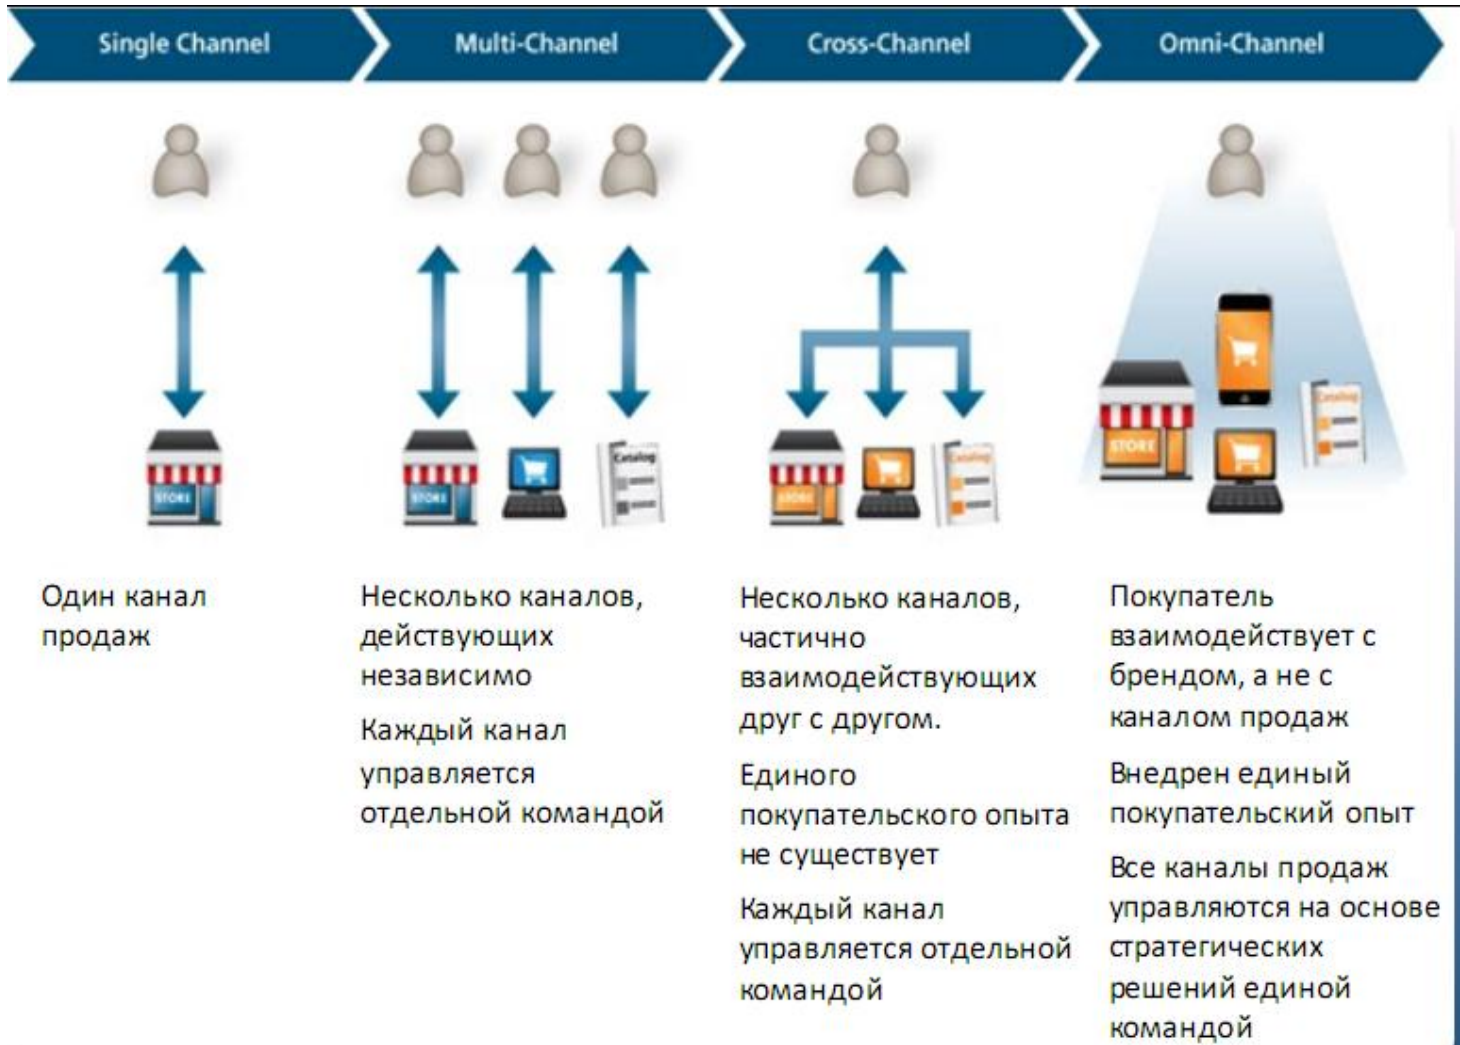 Single Channel
Multi-Channel
Cross-Channel
Omni-Channel
STORE
STORE
Catalog
STORE
Catalog
STORE
Catalog
Один канал
продаж
Несколько каналов,
действующих
независимо
Каждый канал
управляется
отдельной командой
Несколько каналов,
частично
взаимодействующих
друг с другом.
Единого
покупательского опыта
не существует
Каждый канал
управляется отдельной
командой
Покупатель
взаимодействует с
брендом, а не с
каналом продаж
Внедрен единый
покупательский опыт
Все каналы продаж
управляются на основе
стратегических
решений единой
командой